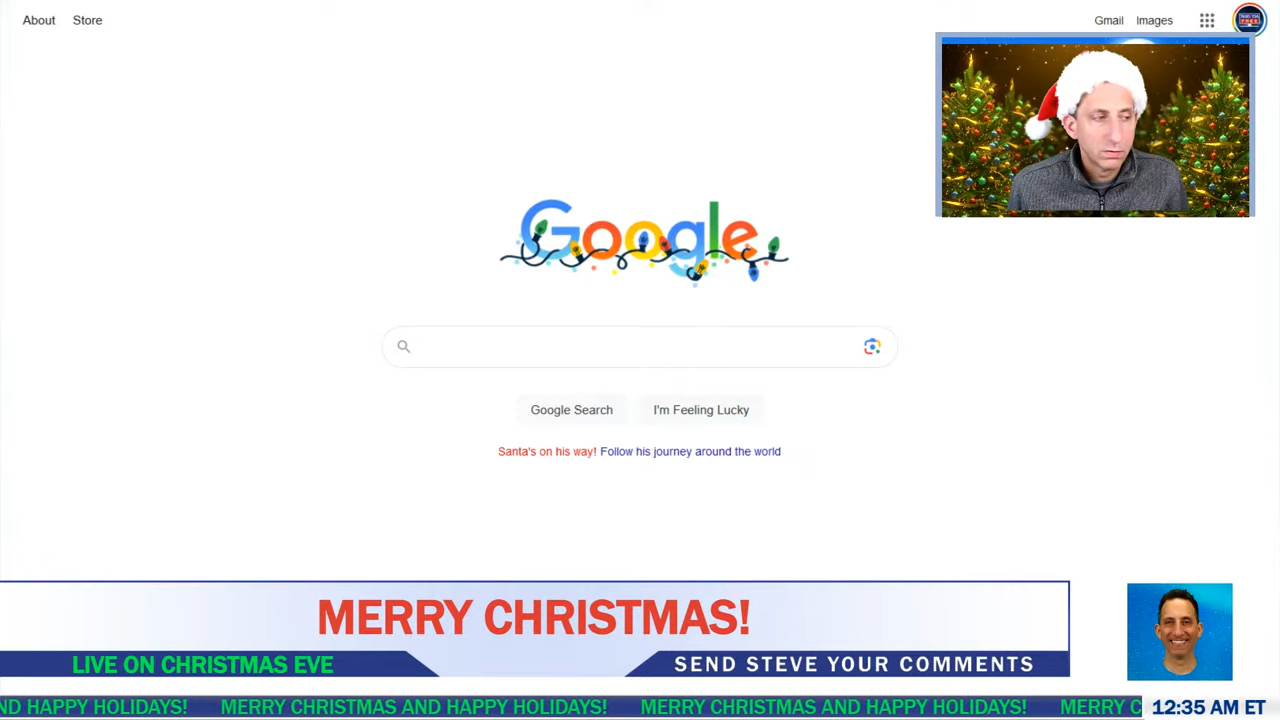 About Store Gmail Images
Google
Google Search I'm Feeling Lucky
Santa's on his way! Follow his journey around the world
MERRY CHRISTMAS!
LIVE ON CHRISTMAS EVE
SEND STEVE YOUR COMMENTS
ND HAPPY HOLIDAYS! MERRY CHRISTMAS AND HAPPY HOLIDAYS! MERRY CHRISTMAS AND HAPPY HOLIDAYS! MERRY C
12:35 AM ET